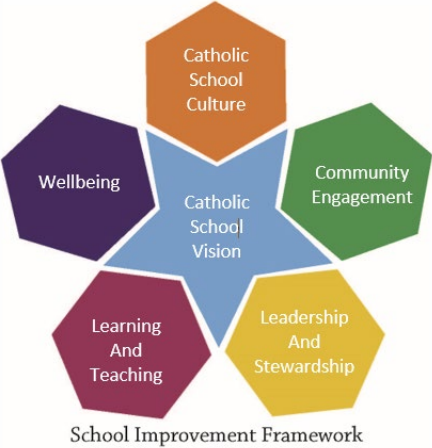 Catholic
School
Culture
Wellbeing
Community
Engagement
Catholic
School
Vision
Learning
And
Teaching
Leadership
And
Stewardship
School Improvement Framework